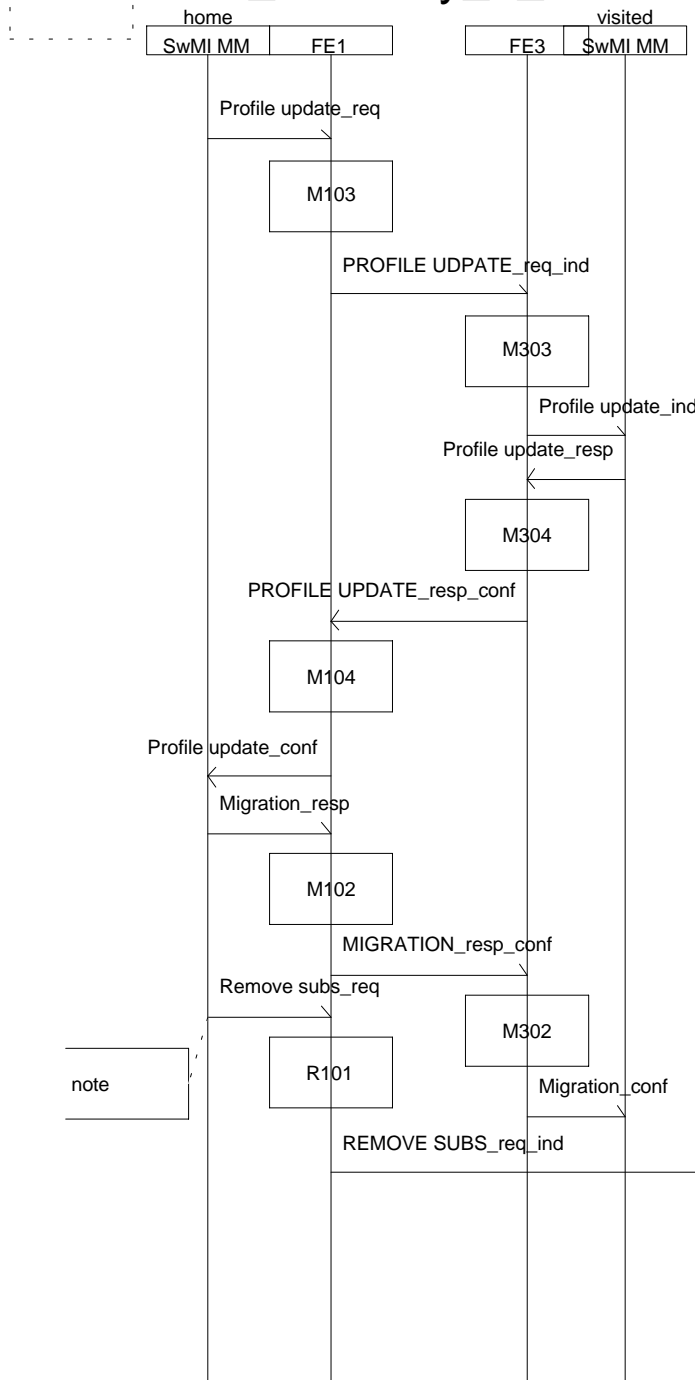 home visited
SwMI MM FE1 FE3 SwMI MM
Profile update_req
M103
PROFILE UDPATE_req_ind
M303
Profile update_ind
Profile update_resp
M304
PROFILE UPDATE_resp_conf
M104
Profile update_conf
Migration_resp
M102
MIGRATION_resp_conf
Remove subs_req
M302
R101
note
Migration_conf
REMOVE SUBS_req_ind